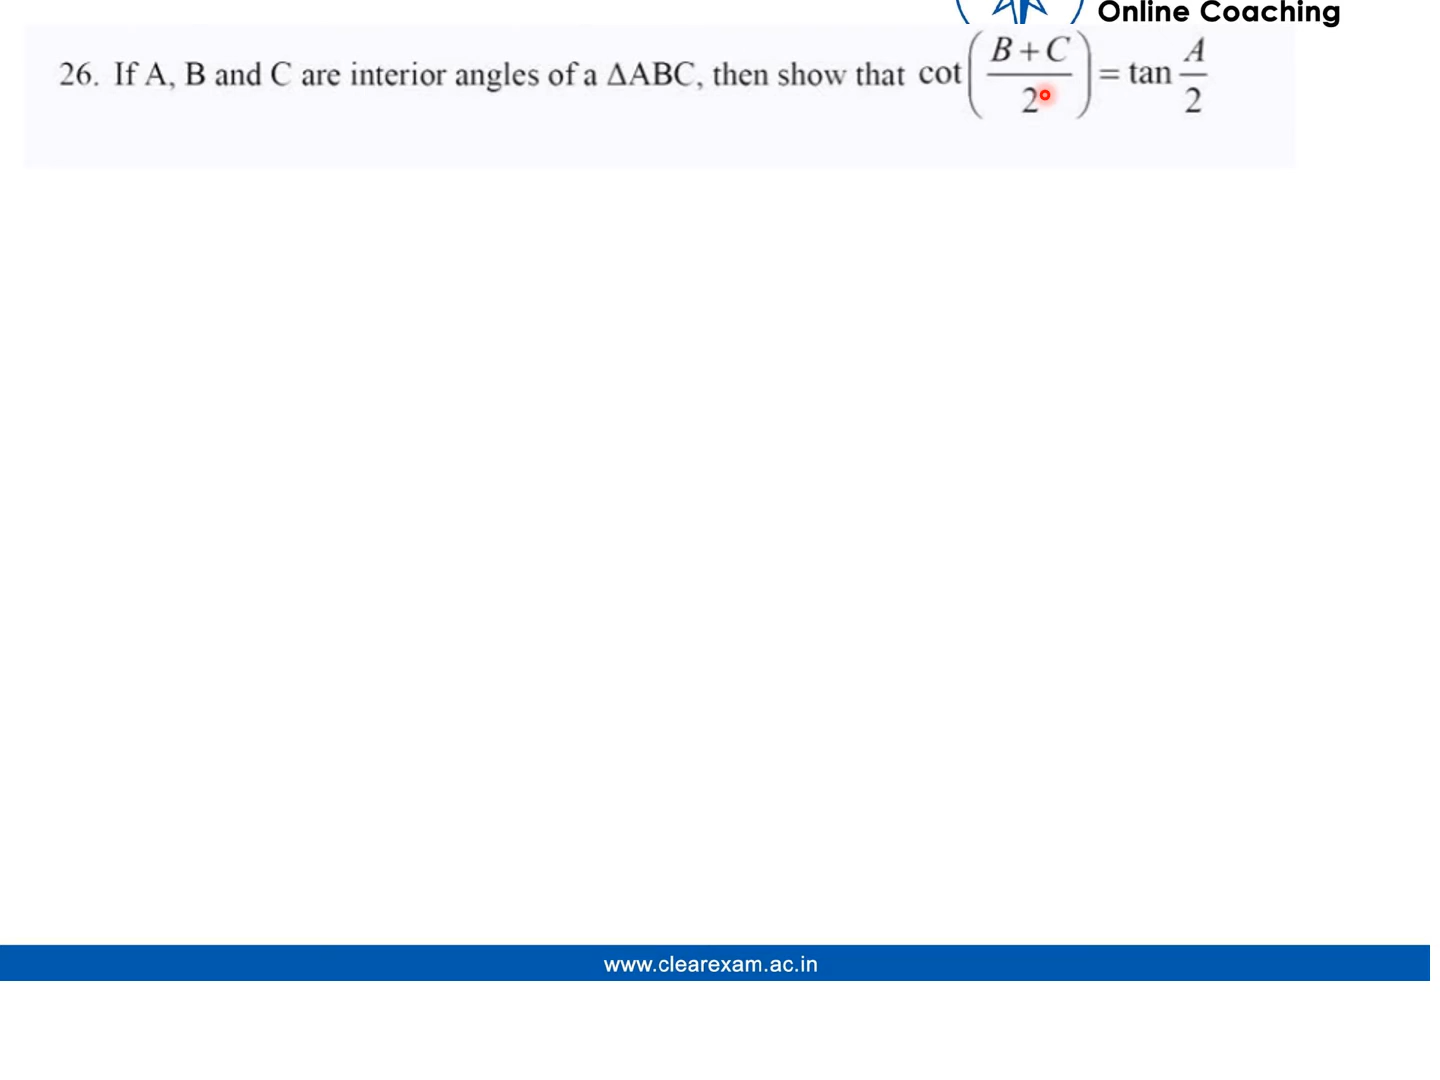 Online Coaching
26. If A, B and C are interior angles of a ΔABC, then show that cot((B+C)/2) = tan A/2
www.clearexam.ac.in